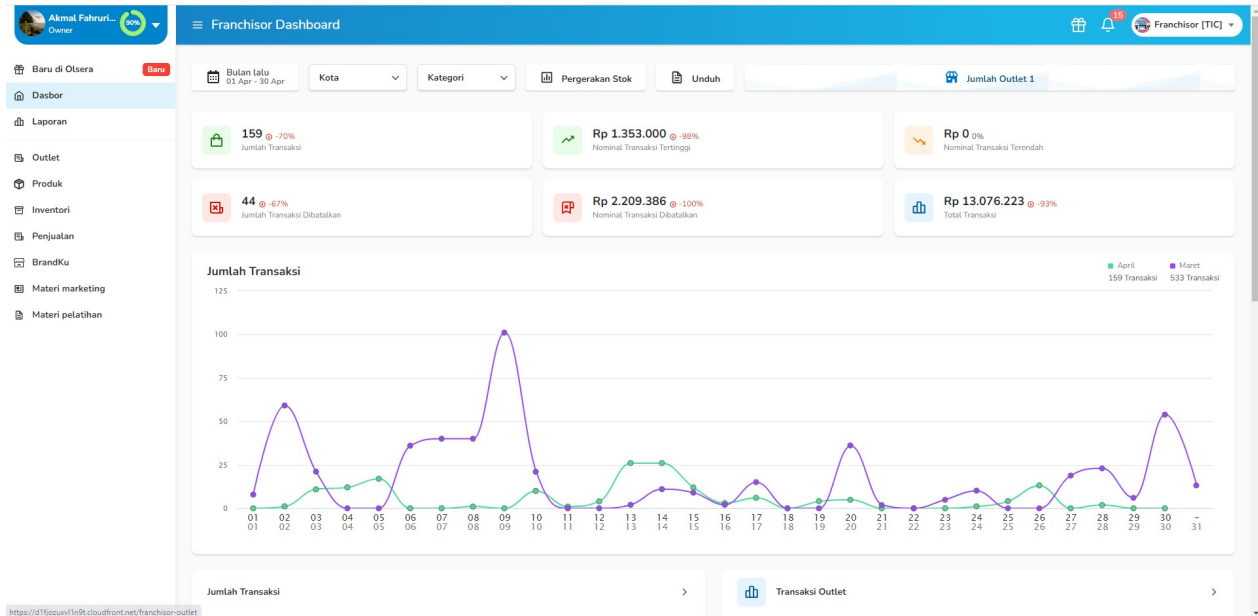 Akmal Fahruri...
Owner
90%
Franchisor Dashboard
15
Franchisor [TIC]
Baru di Olsera
Baru
Dasbor
Laporan
Outlet
Produk
Inventori
Penjualan
BrandKu
Materi marketing
Materi pelatihan
Bulan lalu
01 Apr - 30 Apr
Kota
Kategori
Pergerakan Stok
Unduh
Jumlah Outlet 1
159 -70%
Jumlah Transaksi
Rp 1.353.000 -98%
Nominal Transaksi Tertinggi
Rp 0 0%
Nominal Transaksi Terendah
44 -67%
Jumlah Transaksi Dibatalkan
Rp 2.209.386 -100%
Nominal Transaksi Dibatalkan
Rp 13.076.223 -93%
Total Transaksi
Jumlah Transaksi
April Maret
159 Transaksi 533 Transaksi
125
100
75
50
25
0
01 02 03 04 05 06 07 08 09 10 11 12 13 14 15 16 17 18 19 20 21 22 23 24 25 26 27 28 29 30 -
01 02 03 04 05 06 07 08 09 10 11 12 13 14 15 16 17 18 19 20 21 22 23 24 25 26 27 28 29 30 31
Jumlah Transaksi
Transaksi Outlet